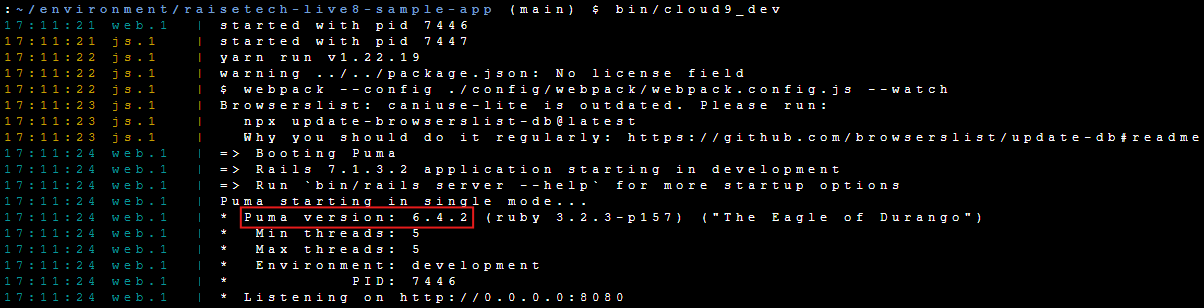 :~/environment/raisetech-live8-sample-app (main) $ bin/cloud9_dev
17:11:21 web.1   | started with pid 7446
17:11:21 js.1    | started with pid 7447
17:11:22 js.1    | yarn run v1.22.19
17:11:22 js.1    | warning ../../package.json: No license field
17:11:22 js.1    | $ webpack --config ./config/webpack/webpack.config.js --watch
17:11:23 js.1    | Browserslist: caniuse-lite is outdated. Please run:
17:11:23 js.1    |   npx update-browserslist-db@latest
17:11:23 js.1    |   Why you should do it regularly: https://github.com/browserslist/update-db#readme
17:11:24 web.1   | => Booting Puma
17:11:24 web.1   | => Rails 7.1.3.2 application starting in development
17:11:24 web.1   | => Run `bin/rails server --help` for more startup options
17:11:24 web.1   | Puma starting in single mode...
17:11:24 web.1   | * Puma version: 6.4.2 (ruby 3.2.3-p157) ("The Eagle of Durango")
17:11:24 web.1   | *  Min threads: 5
17:11:24 web.1   | *  Max threads: 5
17:11:24 web.1   | *  Environment: development
17:11:24 web.1   | *          PID: 7446
17:11:24 web.1   | * Listening on http://0.0.0.0:8080